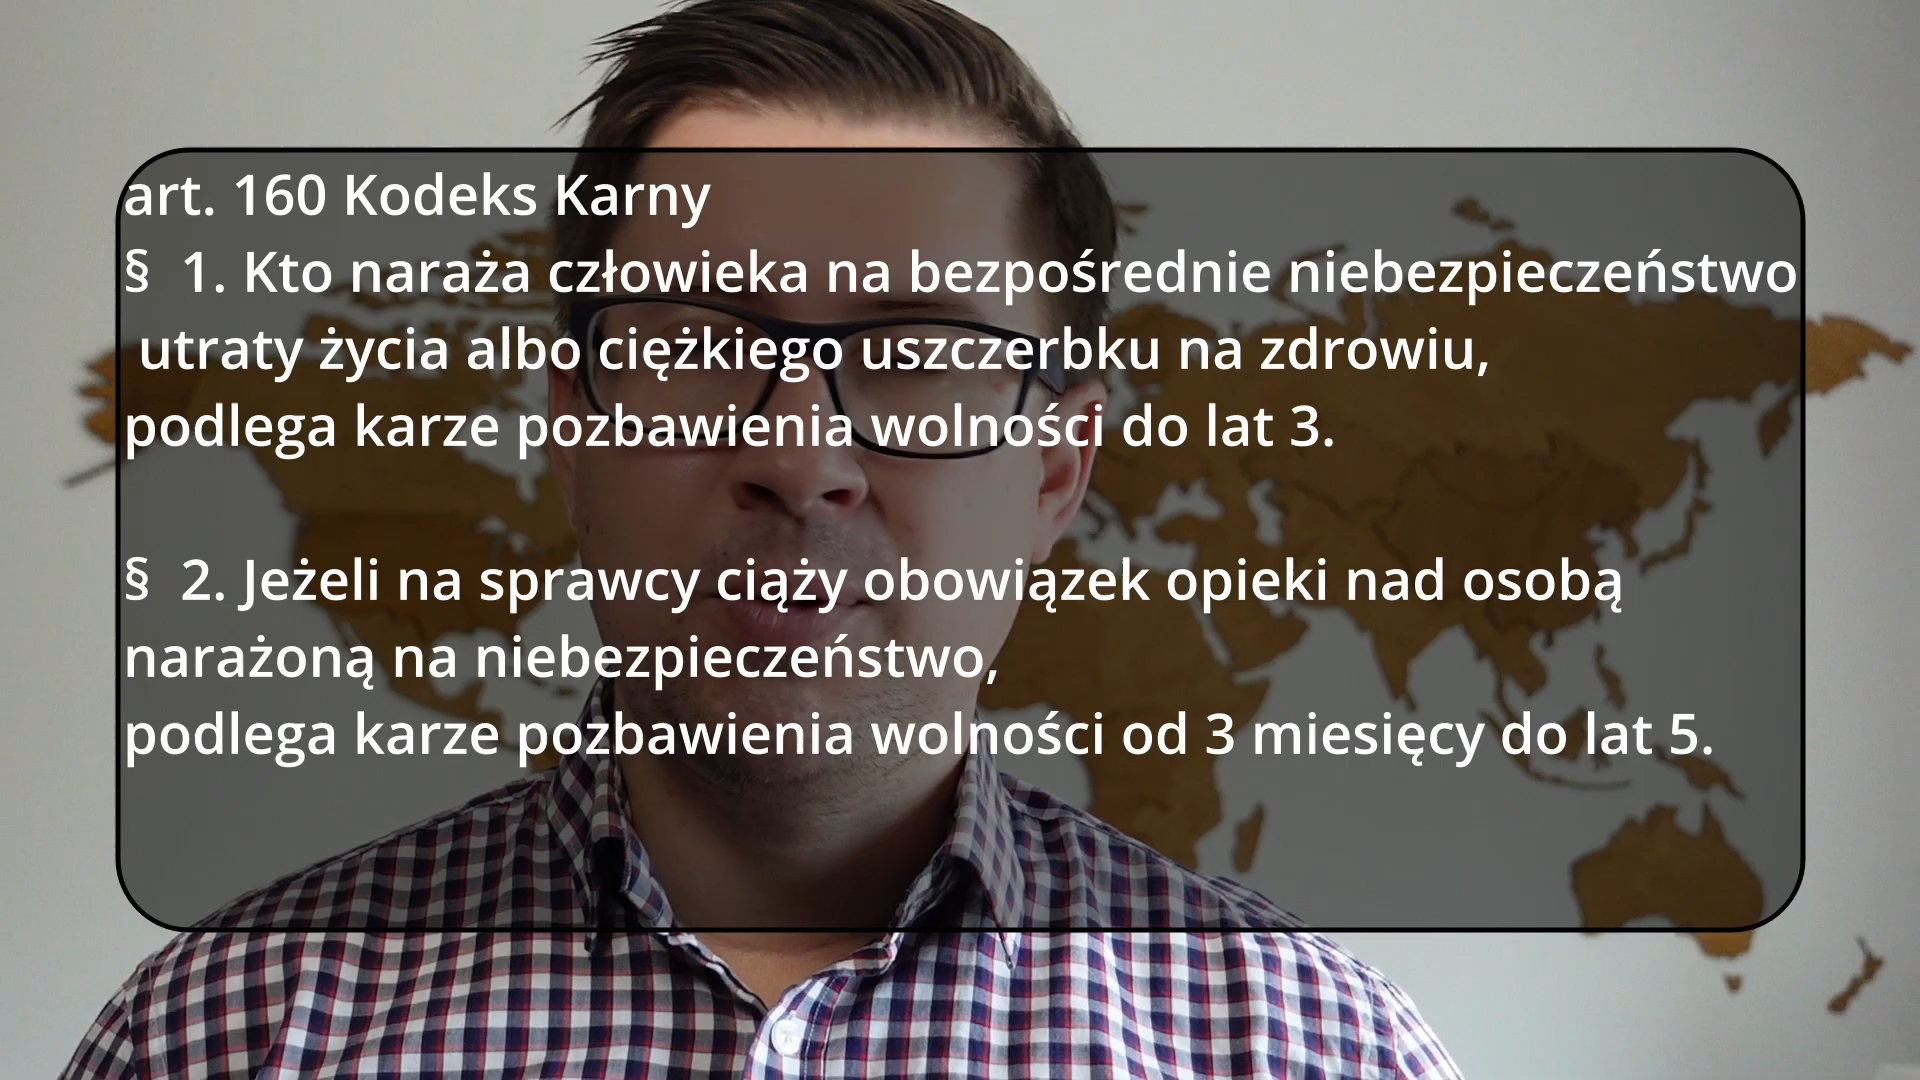 art. 160 Kodeks Karny
§ 1. Kto naraża człowieka na bezpośrednie niebezpieczeństwo
utraty życia albo ciężkiego uszczerbku na zdrowiu,
podlega karze pozbawienia wolności do lat 3.
§ 2. Jeżeli na sprawcy ciąży obowiązek opieki nad osobą
narażoną na niebezpieczeństwo,
podlega karze pozbawienia wolności od 3 miesięcy do lat 5.